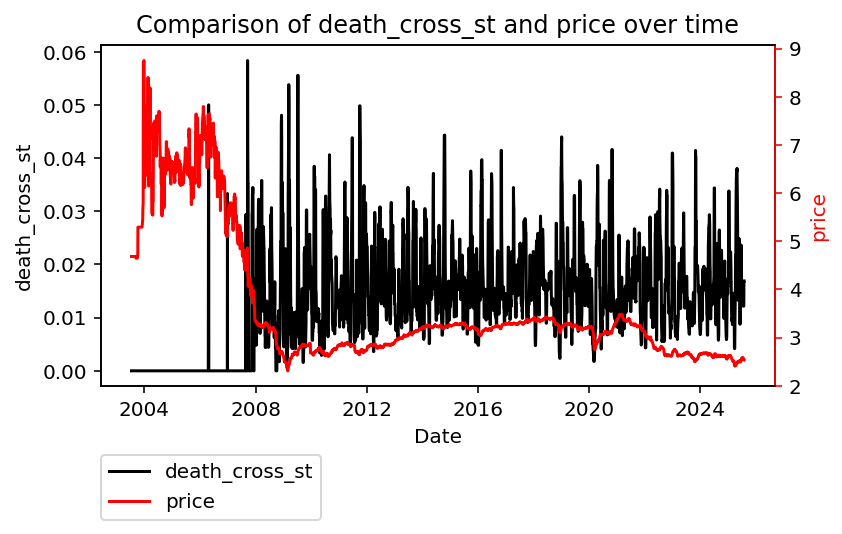 Comparison of death_cross_st and price over time
0.06
0.05
0.04
0.03
0.02
0.01
0.00
death_cross_st
9
8
7
6
5
4
3
2
price
2004 2008 2012 2016 2020 2024
Date
death_cross_st
price